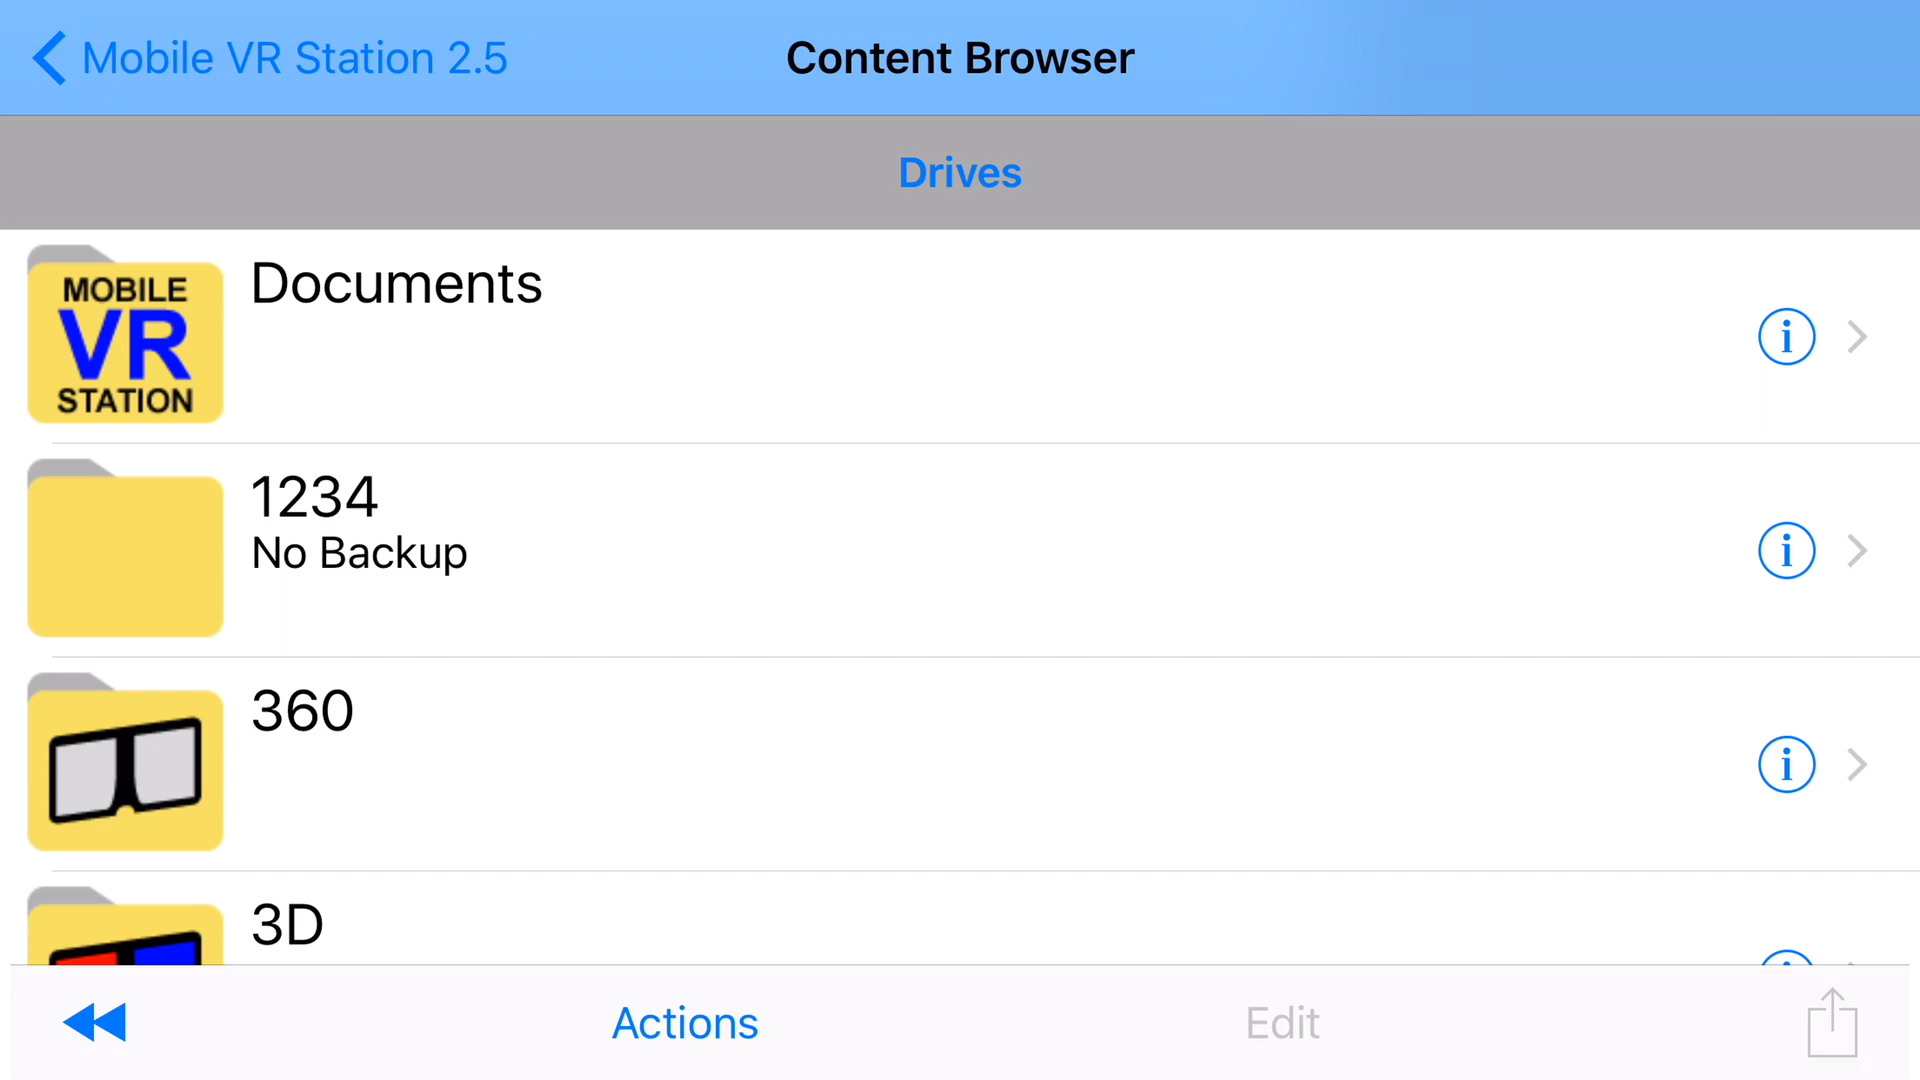 Mobile VR Station 2.5
Content Browser
Drives
MOBILE
VR
STATION
Documents
1234
No Backup
360
3D
Actions
Edit